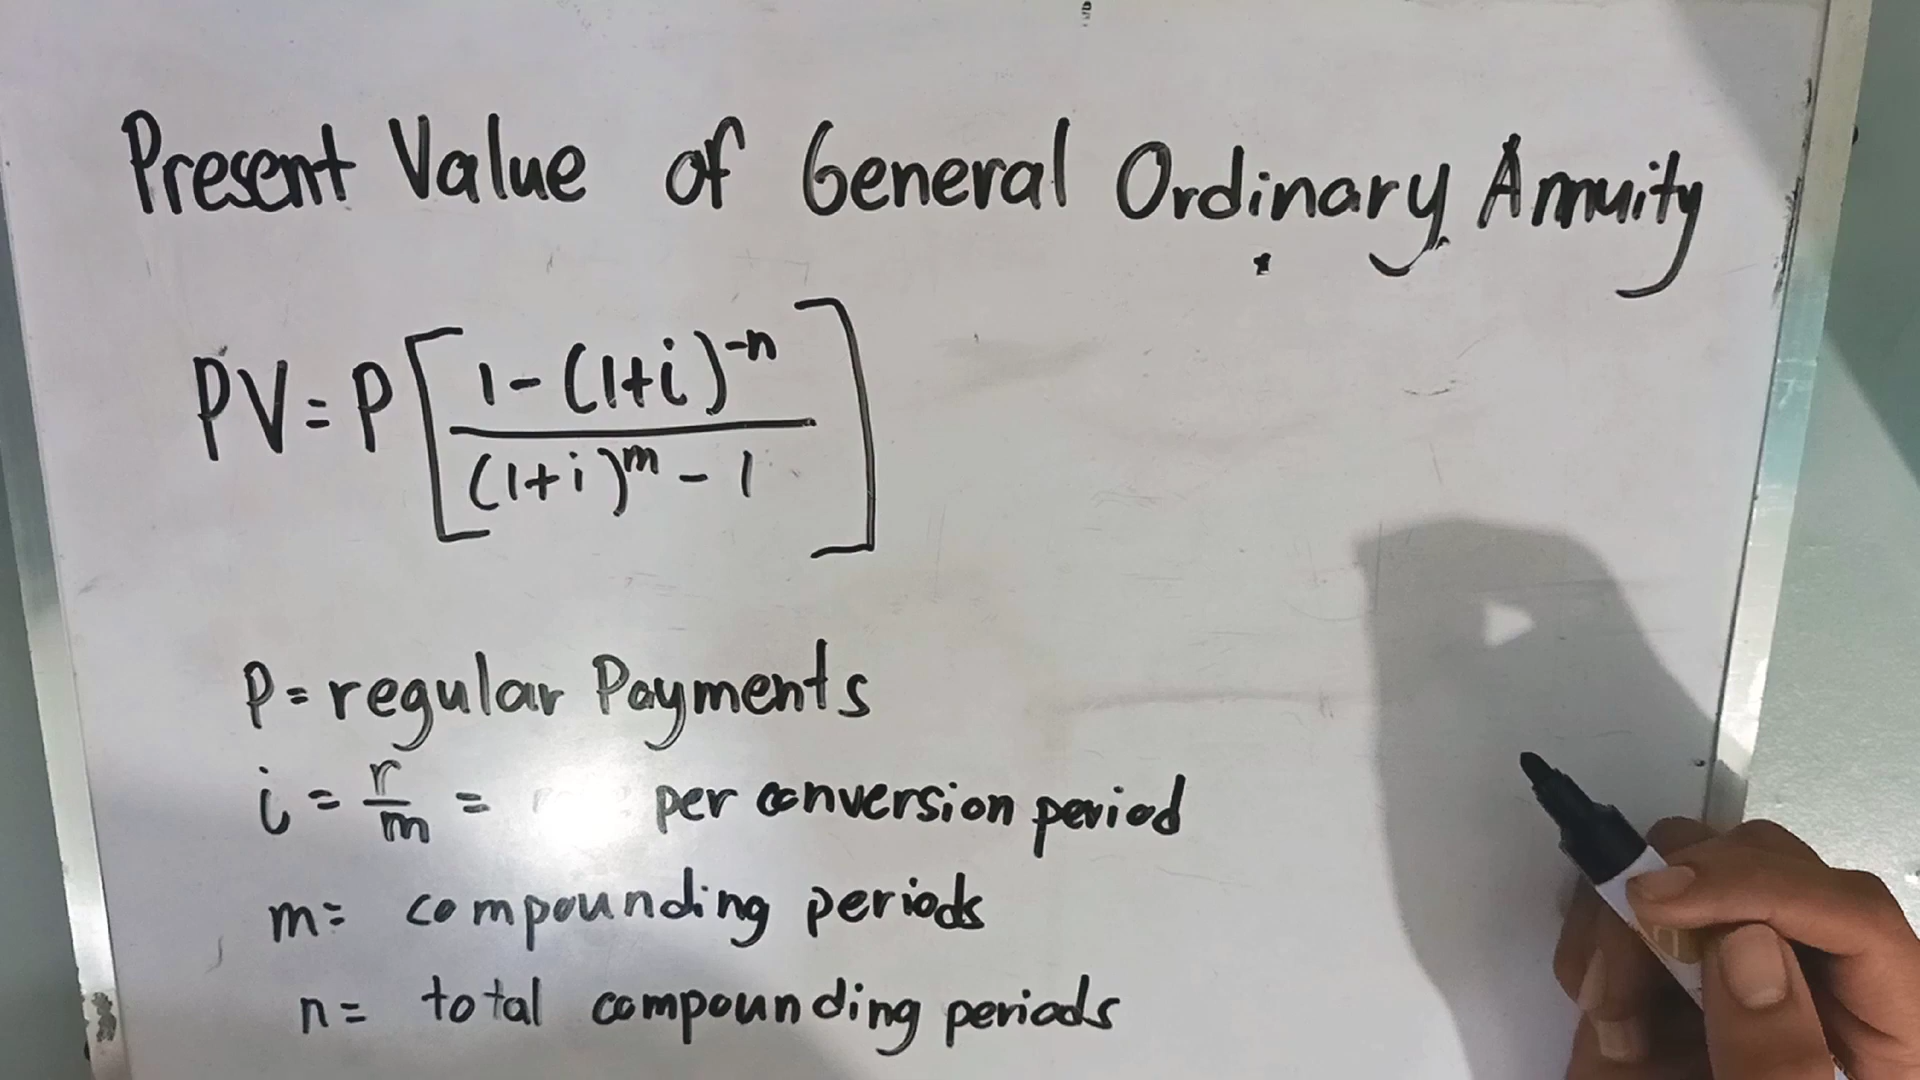 Present Value of General Ordinary Annuity
PV = P [ 1 - (1+i)^-n / (1+i)^m - 1 ]
P = regular Payments
i = r/m = per conversion period
m = compounding periods
n = total compounding periods